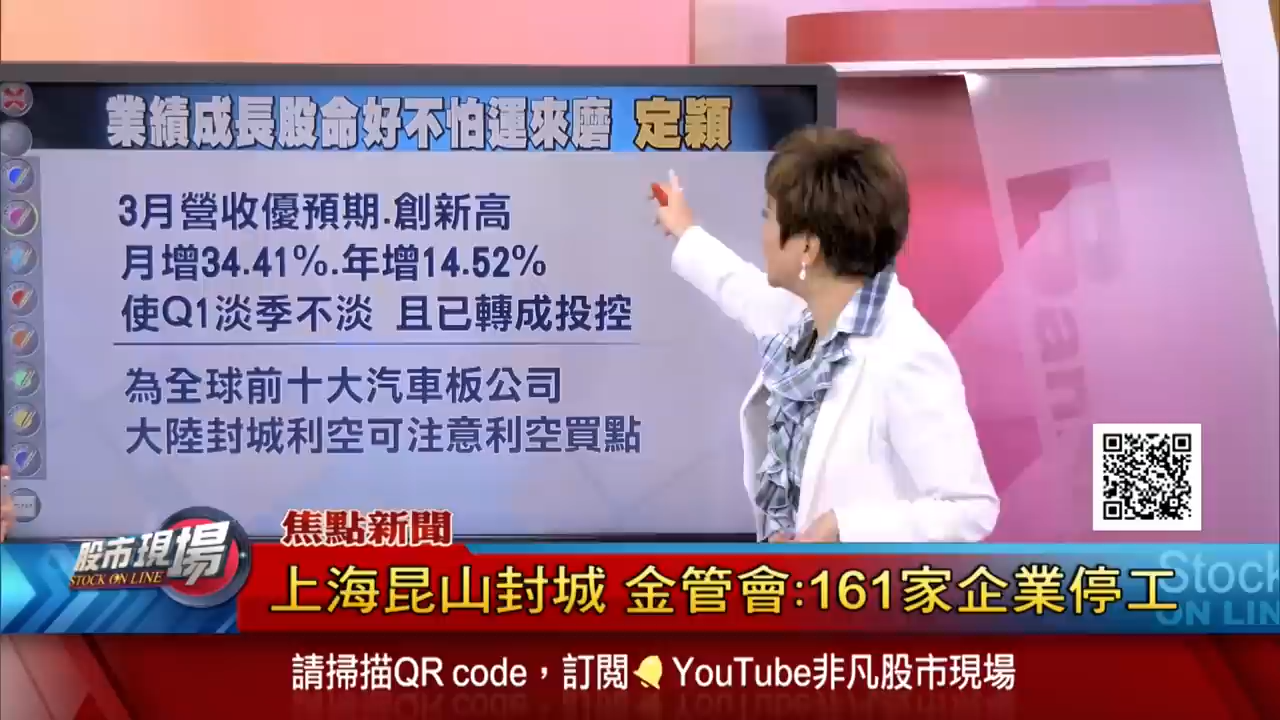 業績成長股命好不怕運來磨 定穎
3月營收優預期.創新高
月增34.41%.年增14.52%
使Q1淡季不淡 且已轉成投控
為全球前十大汽車板公司
大陸封城利空可注意利空買點
焦點新聞
股市現場
STOCK ON LINE
上海昆山封城 金管會:161家企業停工
Stock
ON LIN
請掃描QR code，訂閱🔔YouTube非凡股市現場